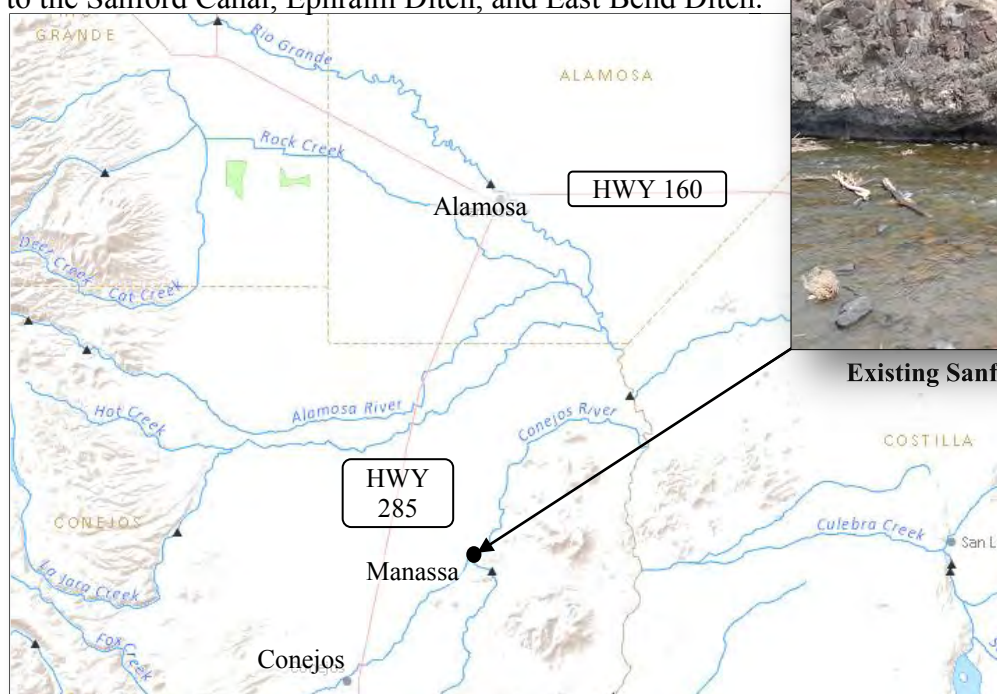 to the Sanford Canal, Ephraim Ditch, and East Bend Ditch.
GRANDE
Rio Grande
ALAMOSA
Rock Creek
HWY 160
Alamosa
Deer Creek
Cat Creek
Existing Sanf
Hot Creek
Alamosa River
Conejos River
COSTILLA
HWY
285
CONEJOS
Culebra Creek
San L
Manassa
La Jara Creek
Fox Creek
Conejos